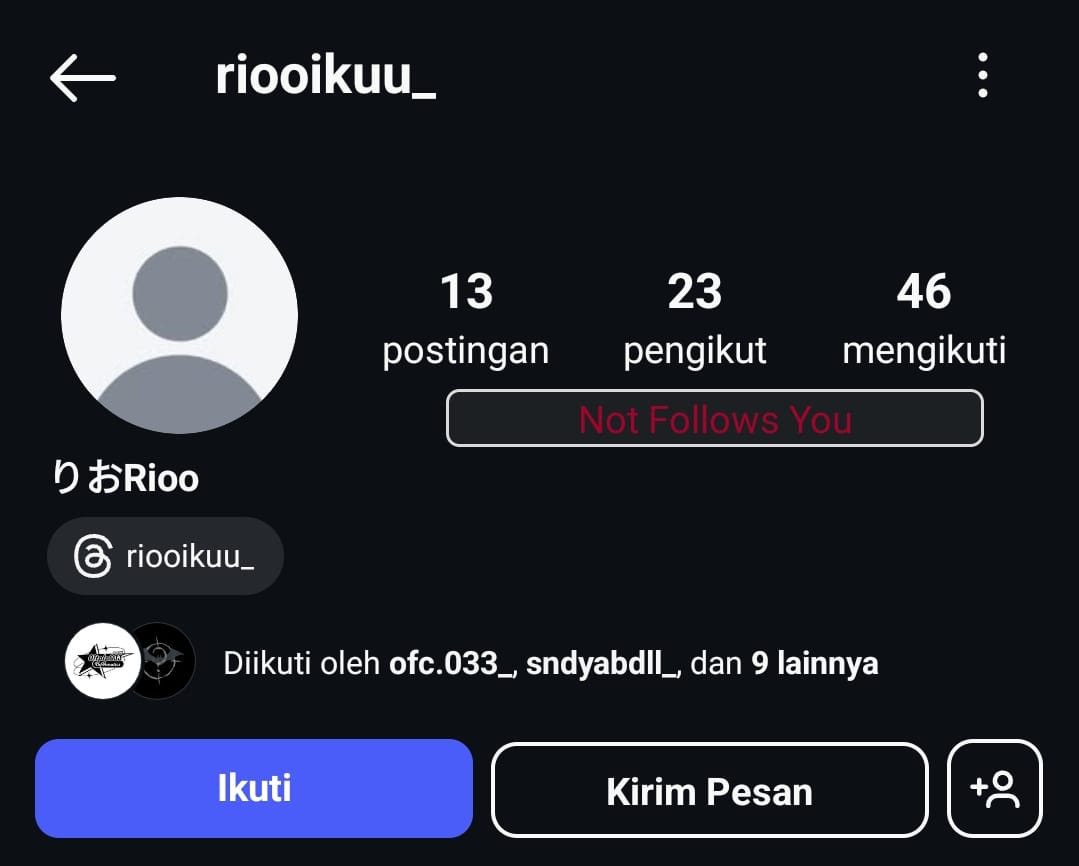 riooikuu_
13 23 46
postingan pengikut mengikuti
Not Follows You
りおRioo
riooikuu_
Diikuti oleh ofc.033_, sndyabdll_, dan 9 lainnya
Ikuti Kirim Pesan